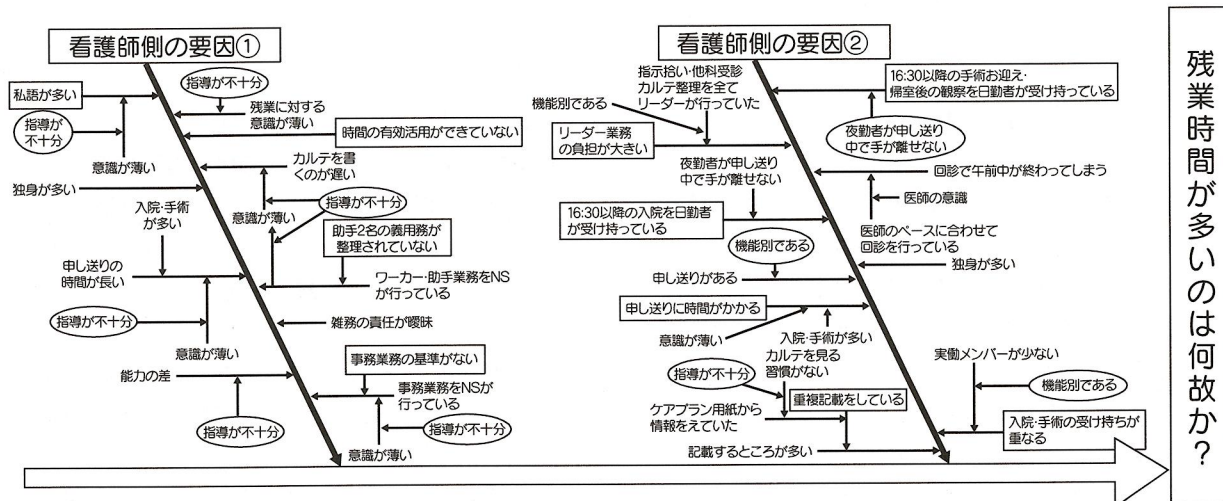 看護師側の要因①
私語が多い
指導が
不十分
意識が薄い
指導が不十分
残業に対する
意識が薄い
時間の有効活用ができていない
カルテを書
くのが遅い
意識が薄い
指導が不十分
独身が多い
入院・手術
が多い
申し送りの
時間が長い
指導が不十分
意識が薄い
助手2名の義用務が
整理されていない
ワーカー・助手業務をNS
が行っている
雑務の責任が曖昧
能力の差
指導が不十分
事務業務の基準がない
事務業務をNSが
行っている
指導が不十分
意識が薄い
看護師側の要因②
指示拾い・他科受診
カルテ整理を全て
リーダーが行っていた
機能別である
リーダー業務
の負担が大きい
16:30以降の手術お迎え・
帰室後の観察を日勤者が受け持っている
夜勤者が申し送り
中で手が離せない
夜勤者が申し送り
中で手が離せない
回診で午前中が終わってしまう
医師の意識
医師のペースに合わせて
回診を行っている
16:30以降の入院を日勤者
が受け持っている
機能別である
申し送りがある
独身が多い
申し送りに時間がかかる
意識が薄い
入院・手術が多い
カルテを見る
習慣がない
指導が不十分
重複記載をしている
ケアプラン用紙から
情報をえていた
記載するところが多い
実働メンバーが少ない
機能別である
入院・手術の受け持ちが
重なる
残業時間が多いのは何故か?